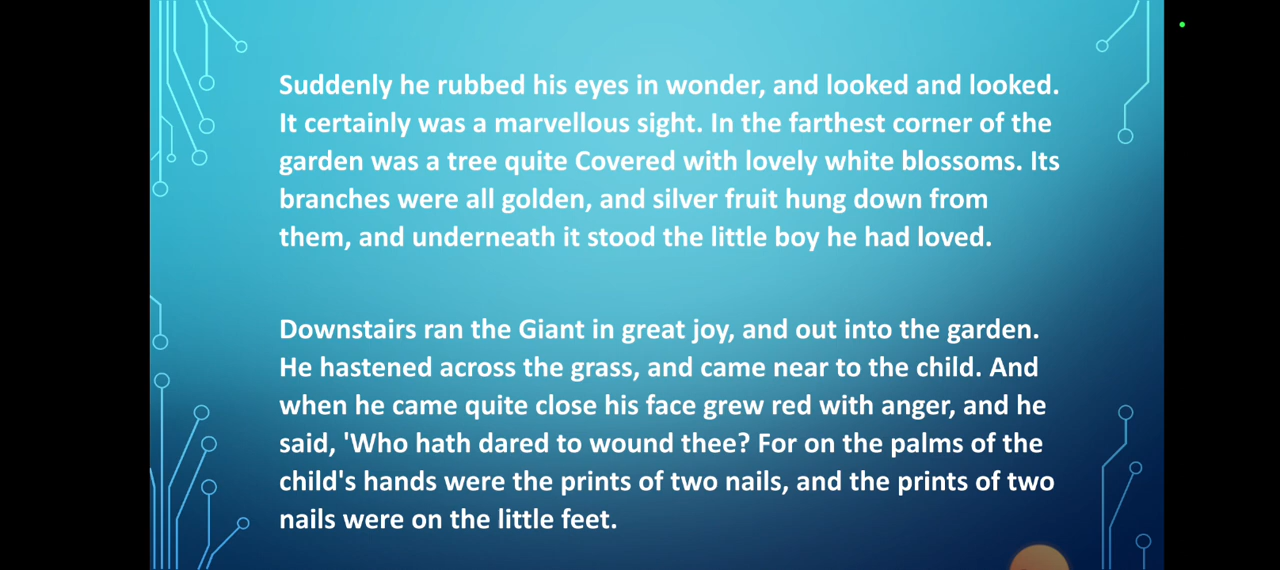 Suddenly he rubbed his eyes in wonder, and looked and looked.
It certainly was a marvellous sight. In the farthest corner of the
garden was a tree quite Covered with lovely white blossoms. Its
branches were all golden, and silver fruit hung down from
them, and underneath it stood the little boy he had loved.
Downstairs ran the Giant in great joy, and out into the garden.
He hastened across the grass, and came near to the child. And
when he came quite close his face grew red with anger, and he
said, 'Who hath dared to wound thee? For on the palms of the
child's hands were the prints of two nails, and the prints of two
nails were on the little feet.